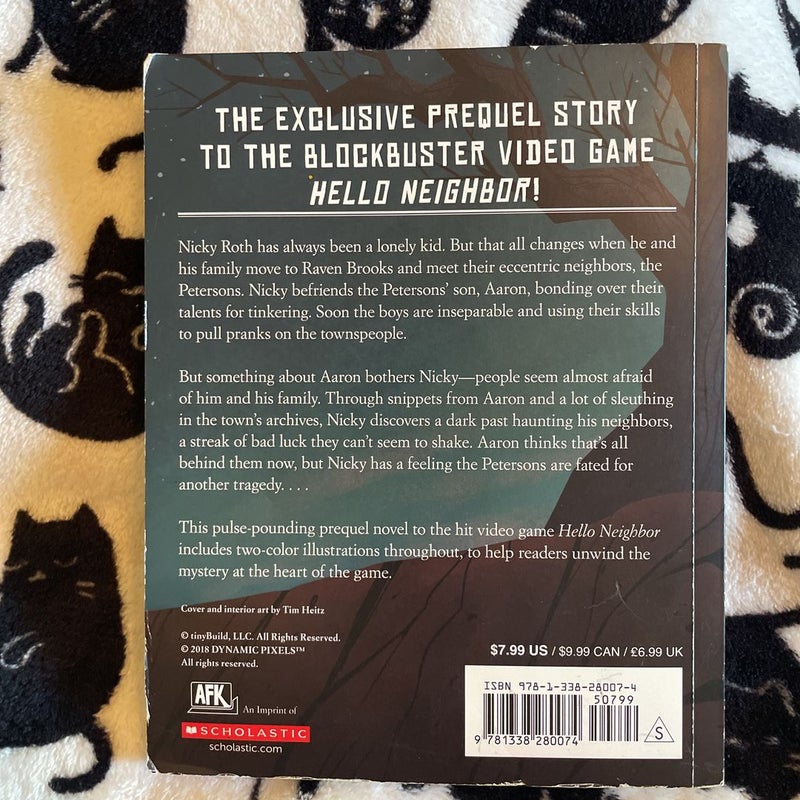 THE EXCLUSIVE PREQUEL STORY
TO THE BLOCKBUSTER VIDEO GAME
HELLO NEIGHBOR!
Nicky Roth has always been a lonely kid. But that all changes when he and
his family move to Raven Brooks and meet their eccentric neighbors, the
Petersons. Nicky befriends the Petersons' son, Aaron, bonding over their
talents for tinkering. Soon the boys are inseparable and using their skills
to pull pranks on the townspeople.
But something about Aaron bothers Nicky—people seem almost afraid
of him and his family. Through snippets from Aaron and a lot of sleuthing
in the town's archives, Nicky discovers a dark past haunting his neighbors,
a streak of bad luck they can't seem to shake. Aaron thinks that's all
behind them now, but Nicky has a feeling the Petersons are fated for
another tragedy. . . .
This pulse-pounding prequel novel to the hit video game Hello Neighbor
includes two-color illustrations throughout, to help readers unwind the
mystery at the heart of the game.
Cover and interior art by Tim Heitz
© tinyBuild, LLC. All Rights Reserved.
© 2018 DYNAMIC PIXELS™
All rights reserved.
$7.99 US / $9.99 CAN / £6.99 UK
ISBN 978-1-338-28007-4
50799
9 781338 280074
S
AFK
An Imprint of
SCHOLASTIC
scholastic.com